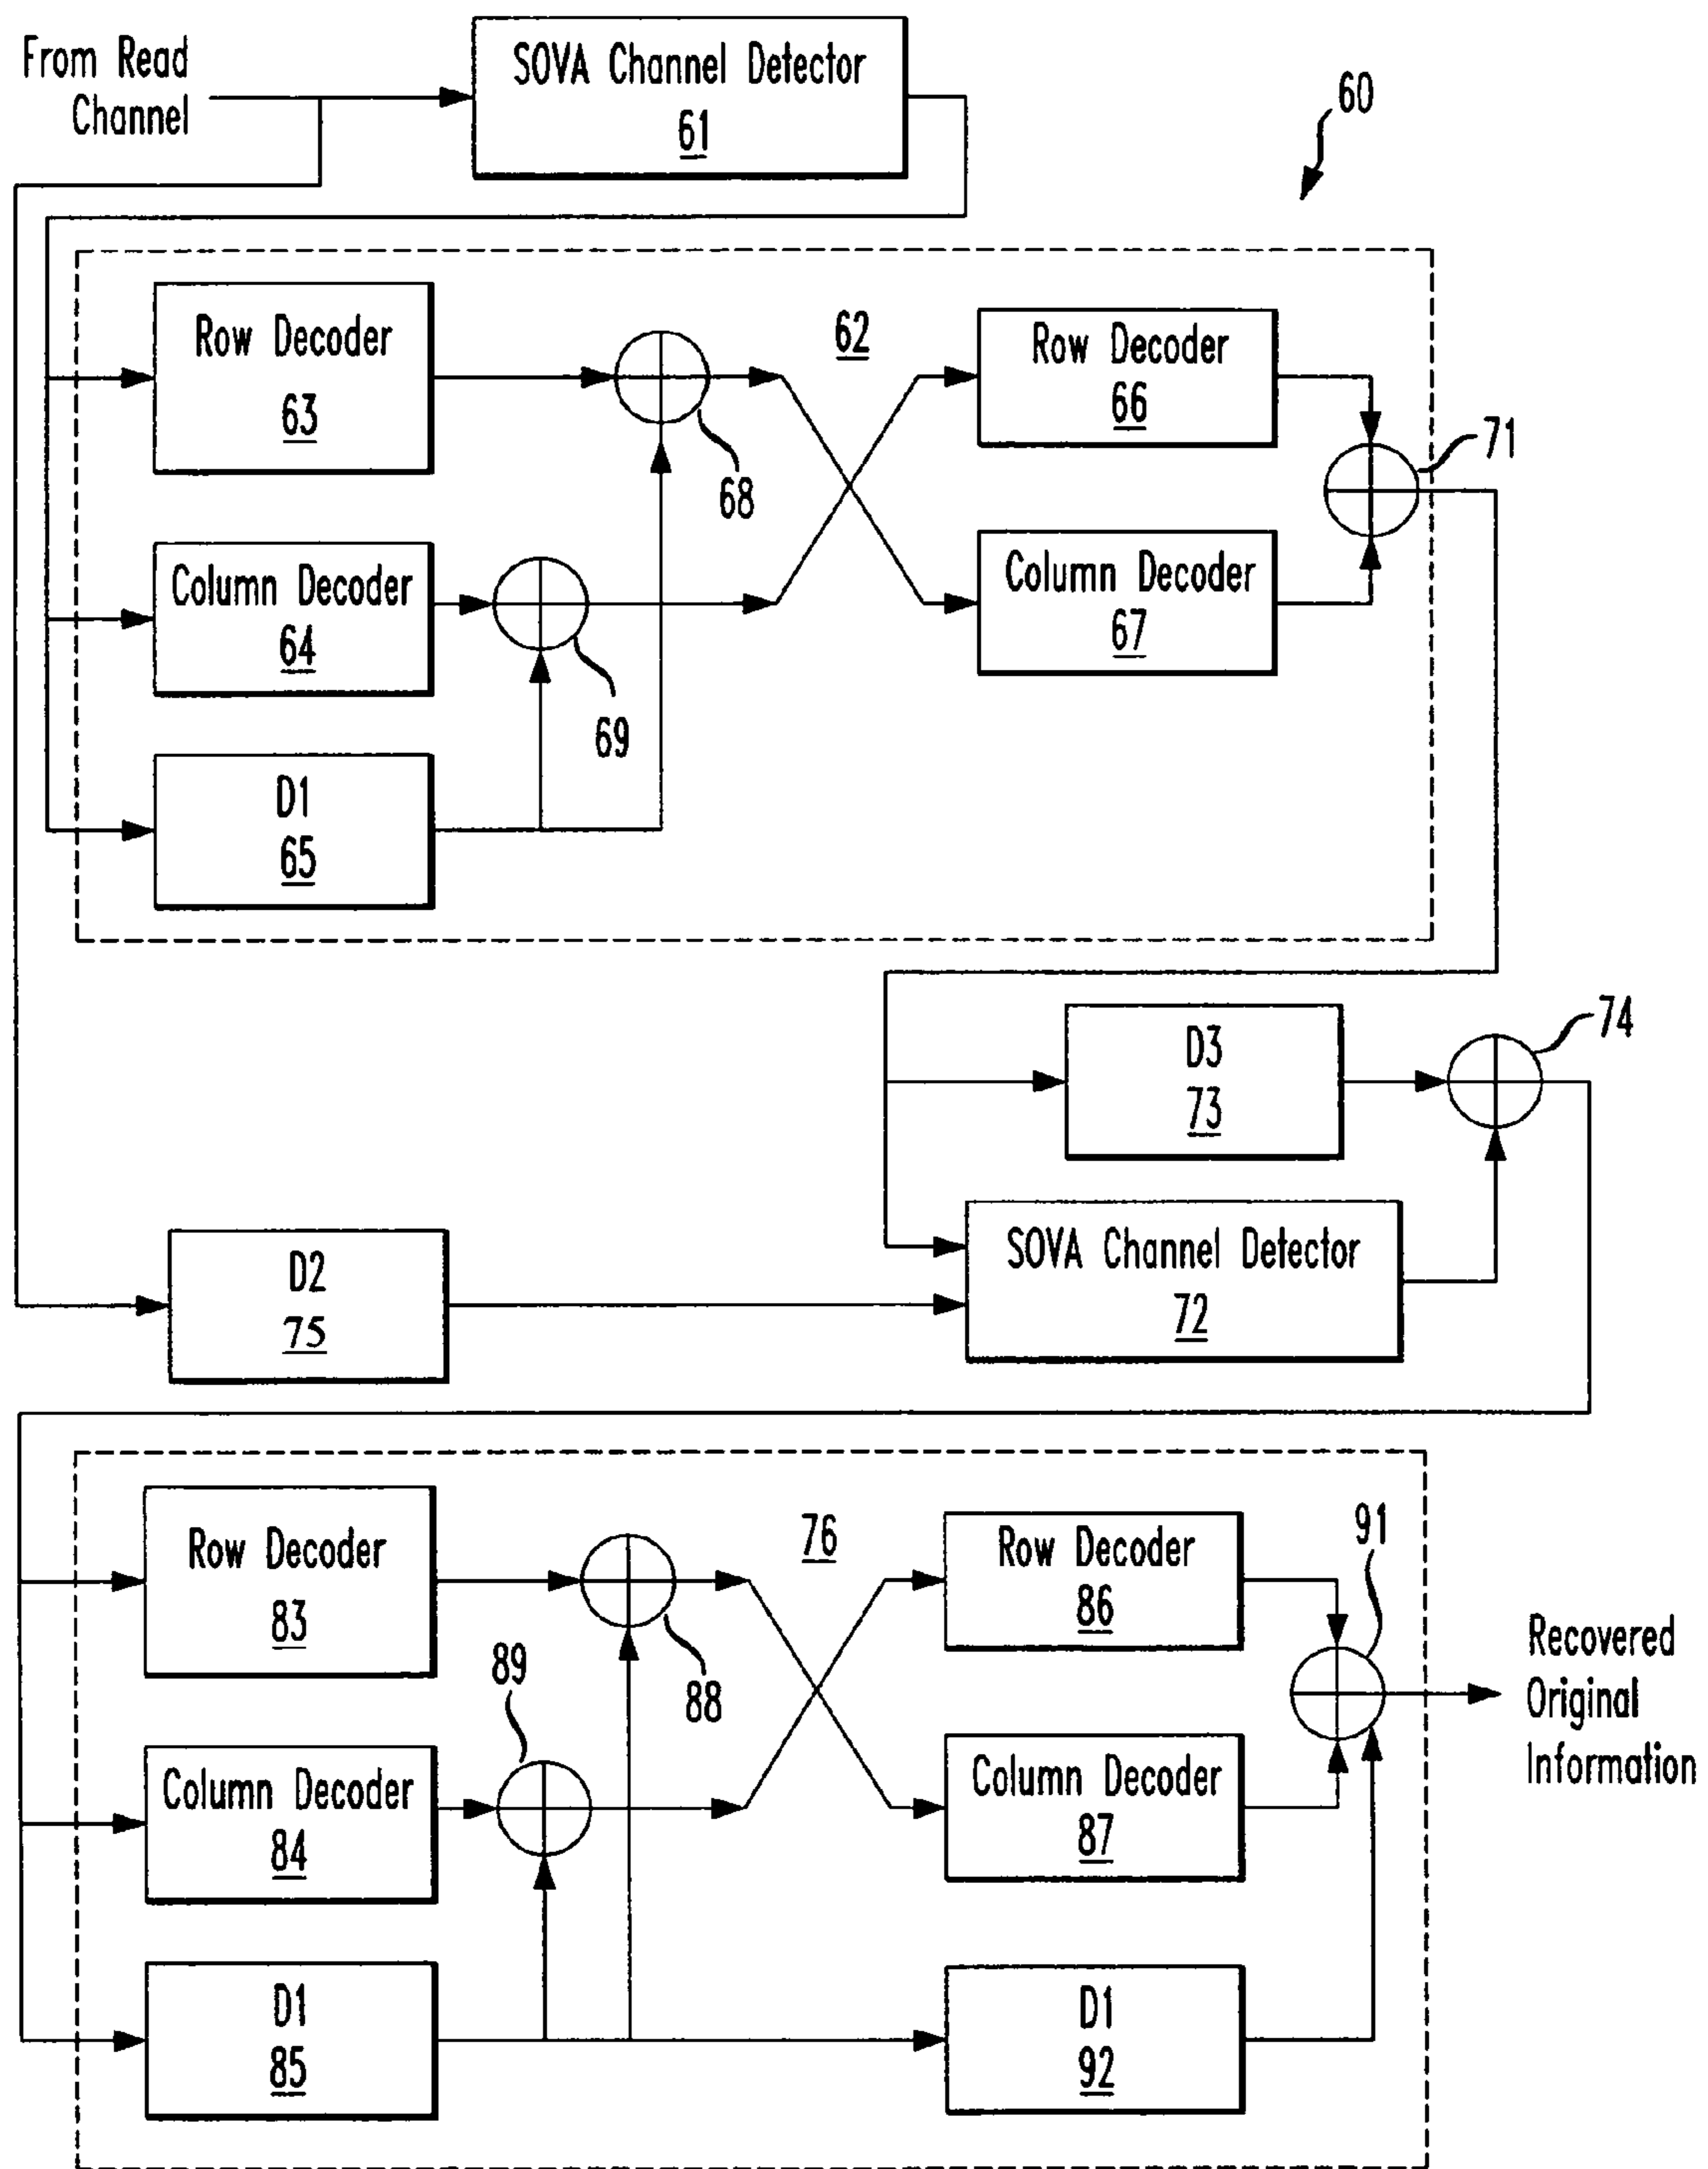 From Read
Channel
SOVA Channel Detector
61
60
Row Decoder
63
62
Row Decoder
66
71
68
Column Decoder
64
Column Decoder
67
69
D1
65
D3
73
74
D2
75
SOVA Channel Detector
72
Row Decoder
83
76
Row Decoder
86
91
89
88
Recovered
Original
Information
Column Decoder
84
Column Decoder
87
D1
85
D1
92